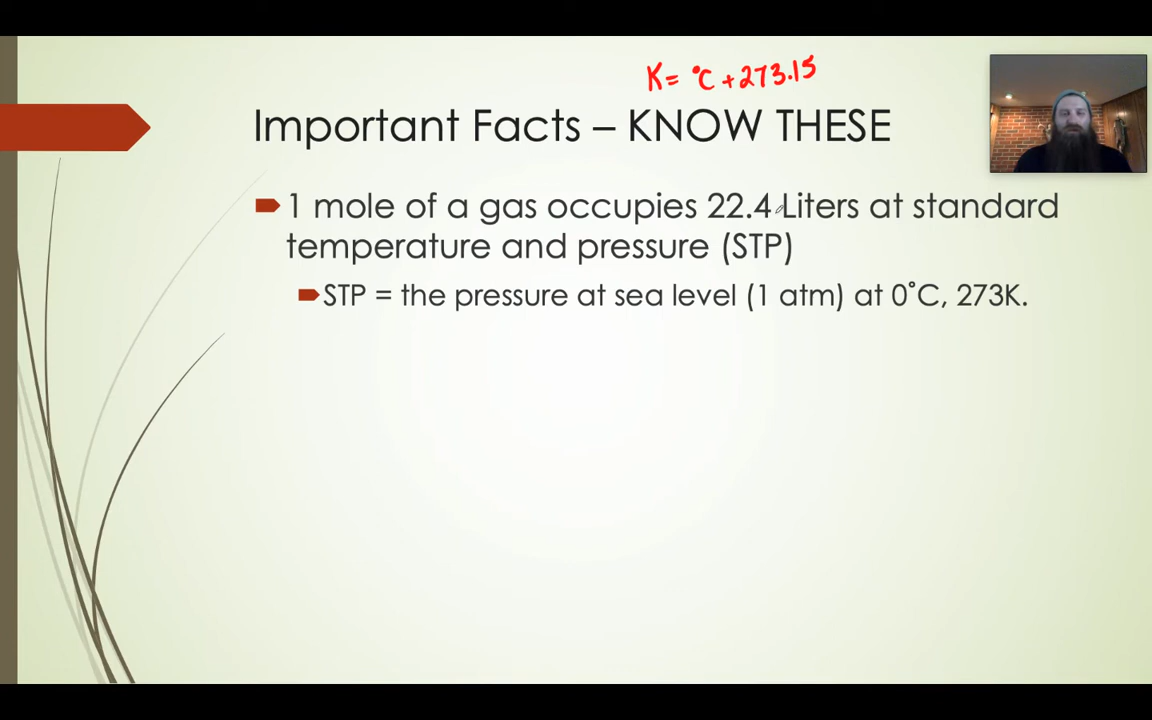 K = °C + 273.15
Important Facts – KNOW THESE
1 mole of a gas occupies 22.4 Liters at standard
temperature and pressure (STP)
STP = the pressure at sea level (1 atm) at 0˚C, 273K.